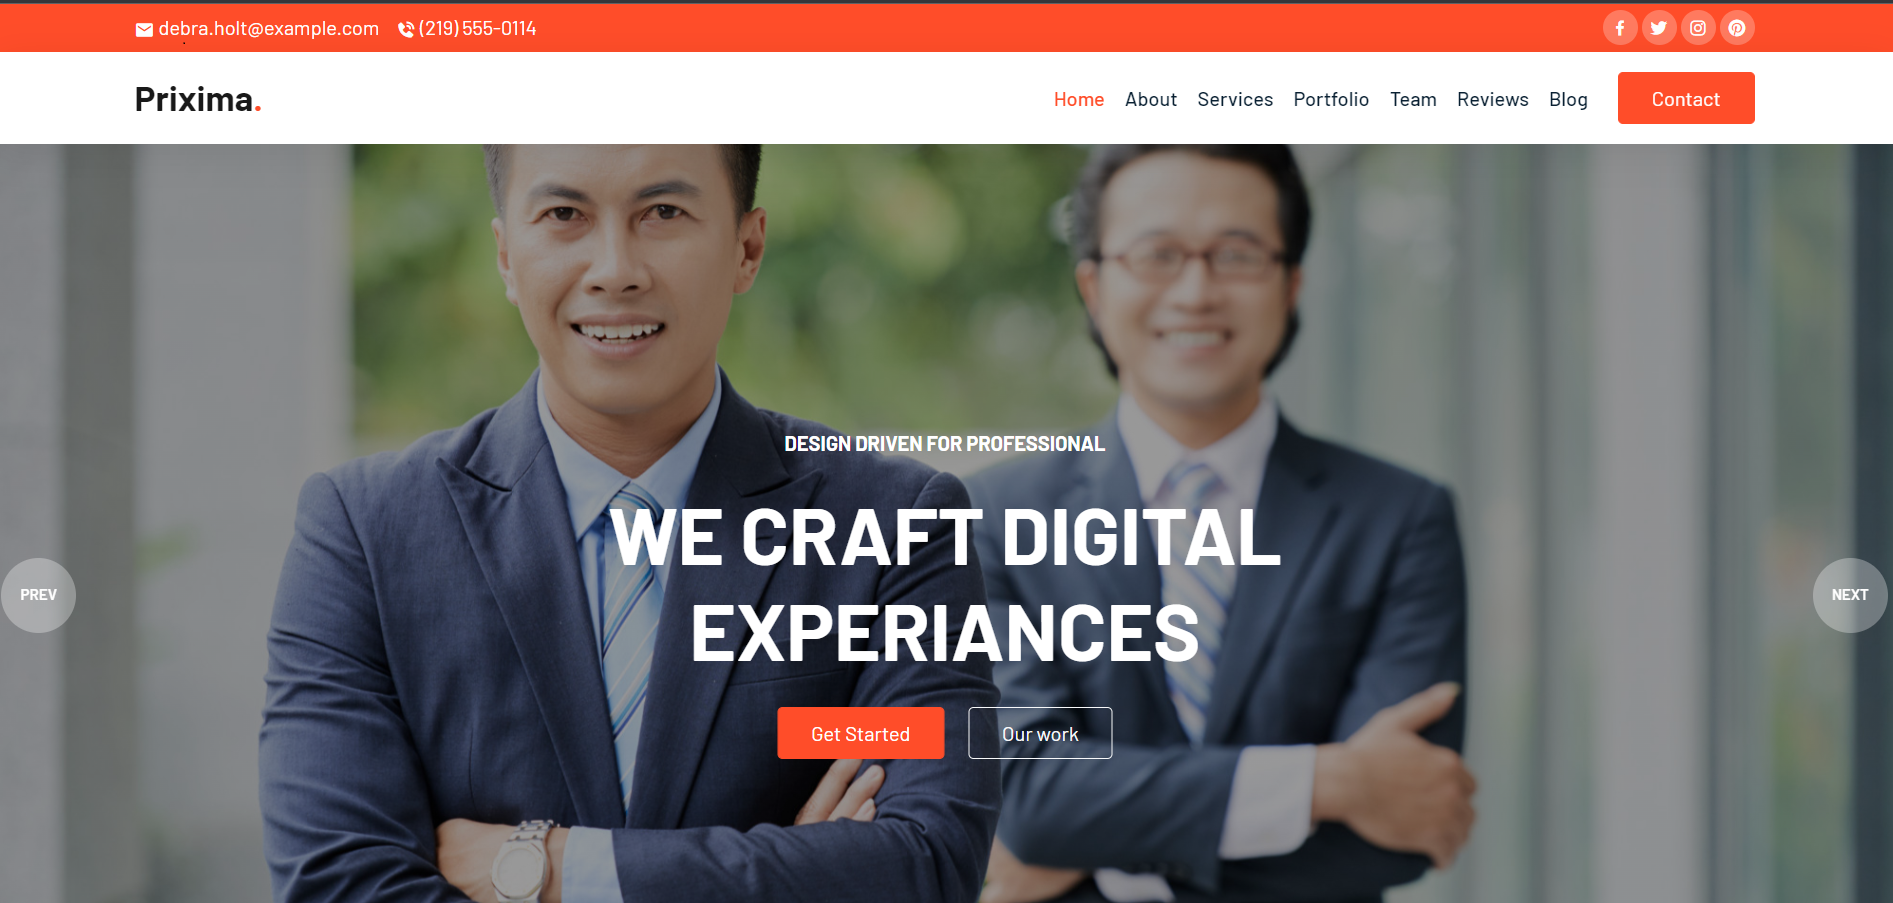 debra.holt@example.com (219) 555-0114
Prixima.
Home About Services Portfolio Team Reviews Blog Contact
DESIGN DRIVEN FOR PROFESSIONAL
WE CRAFT DIGITAL
EXPERIANCES
PREV
NEXT
Get Started Our work